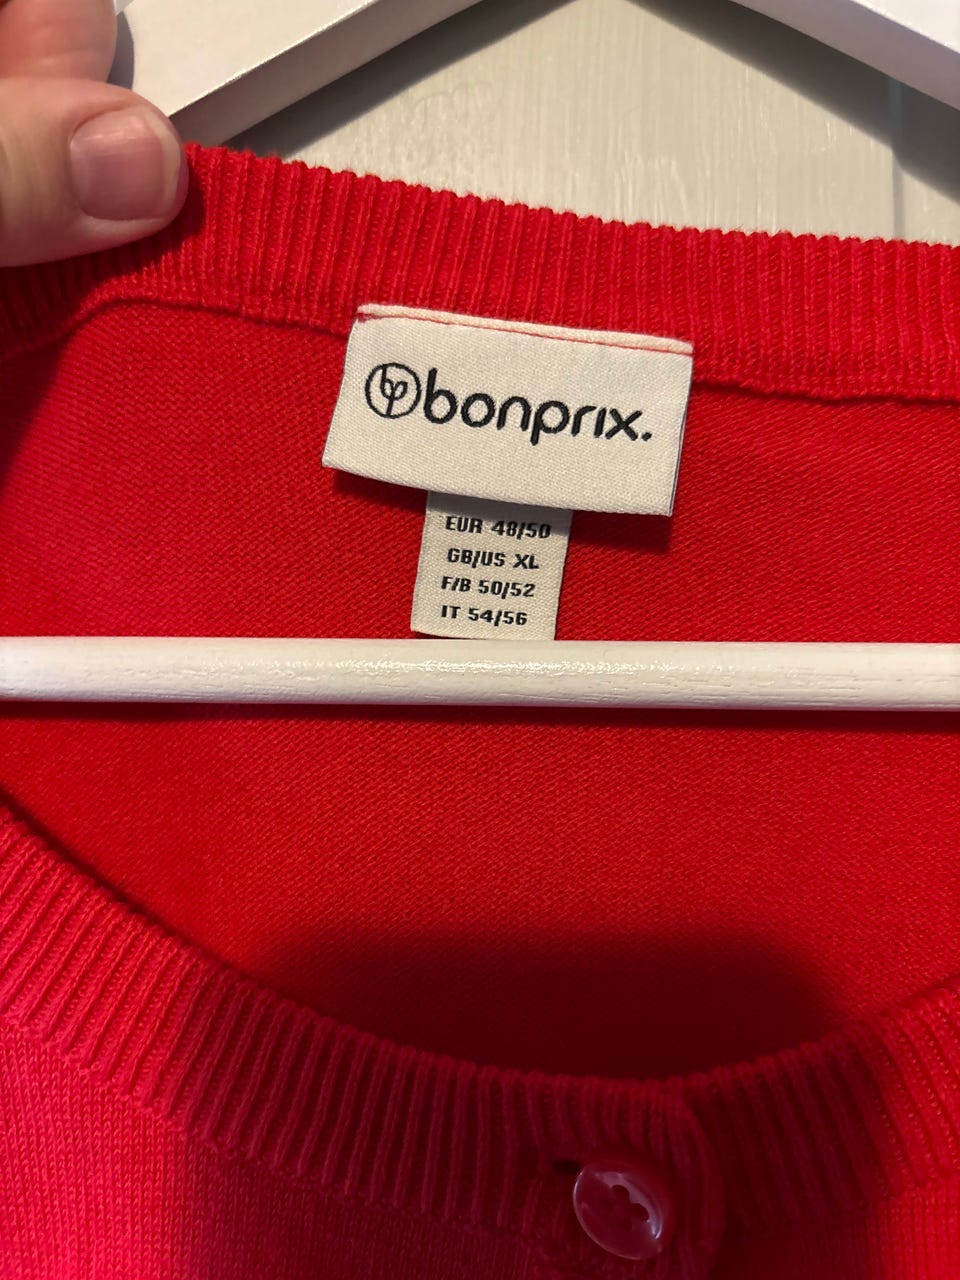 bonprix.
EUR 48/50
GB/US XL
F/B 50/52
IT 54/56